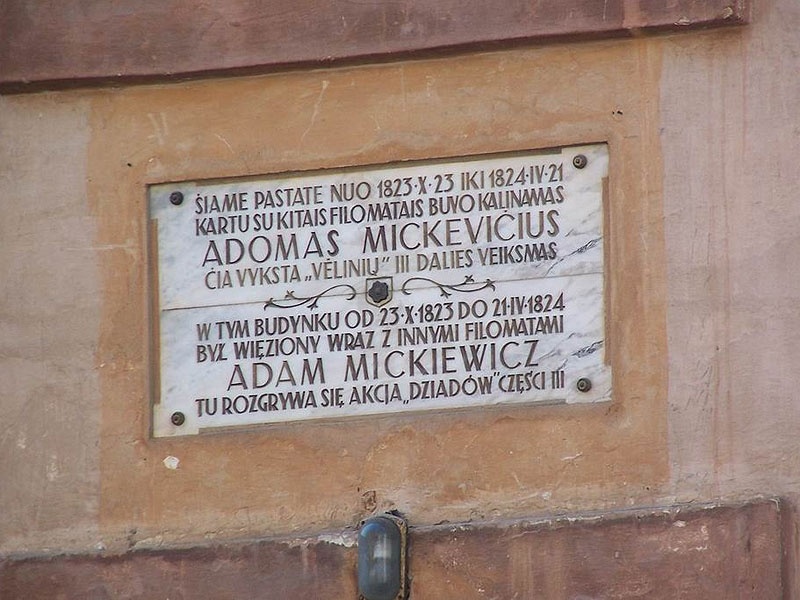 ŠIAME PASTATE NUO 1823·X·23 IKI 1824·IV·21
KARTU SU KITAIS FILOMATAIS BUVO KALINAMAS
ADOMAS MICKEVIČIUS
ČIA VYKSTA „VĖLINIŲ" III DALIES VEIKSMAS
W TYM BUDYNKU OD 23·X·1823 DO 21·IV·1824
BYŁ WIĘZIONY WRAZ Z INNYMI FILOMATAMI
ADAM MICKIEWICZ
TU ROZGRYWA SIĘ AKCJA „DZIADÓW" CZĘŚCI III